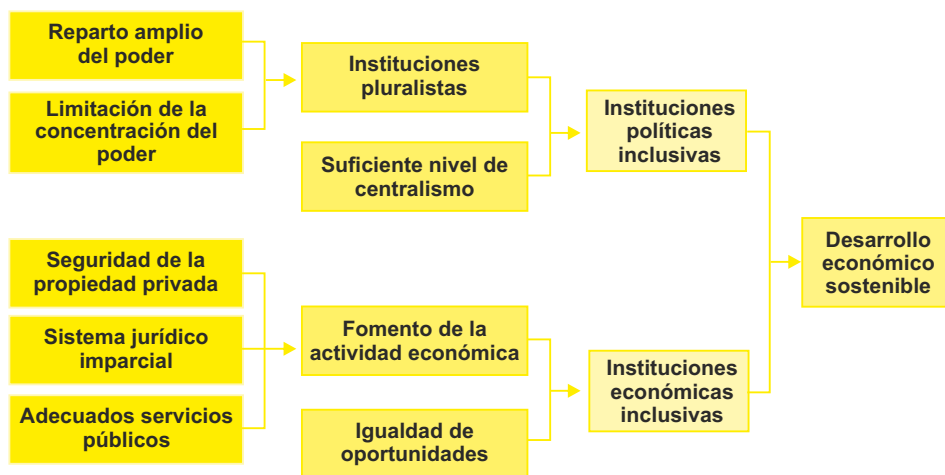 Reparto amplio
del poder
Limitación de la
concentración del
poder
Instituciones
pluralistas
Suficiente nivel de
centralismo
Instituciones
políticas
inclusivas
Seguridad de la
propiedad privada
Sistema jurídico
imparcial
Adecuados servicios
públicos
Fomento de la
actividad económica
Igualdad de
oportunidades
Instituciones
económicas
inclusivas
Desarrollo
económico
sostenible